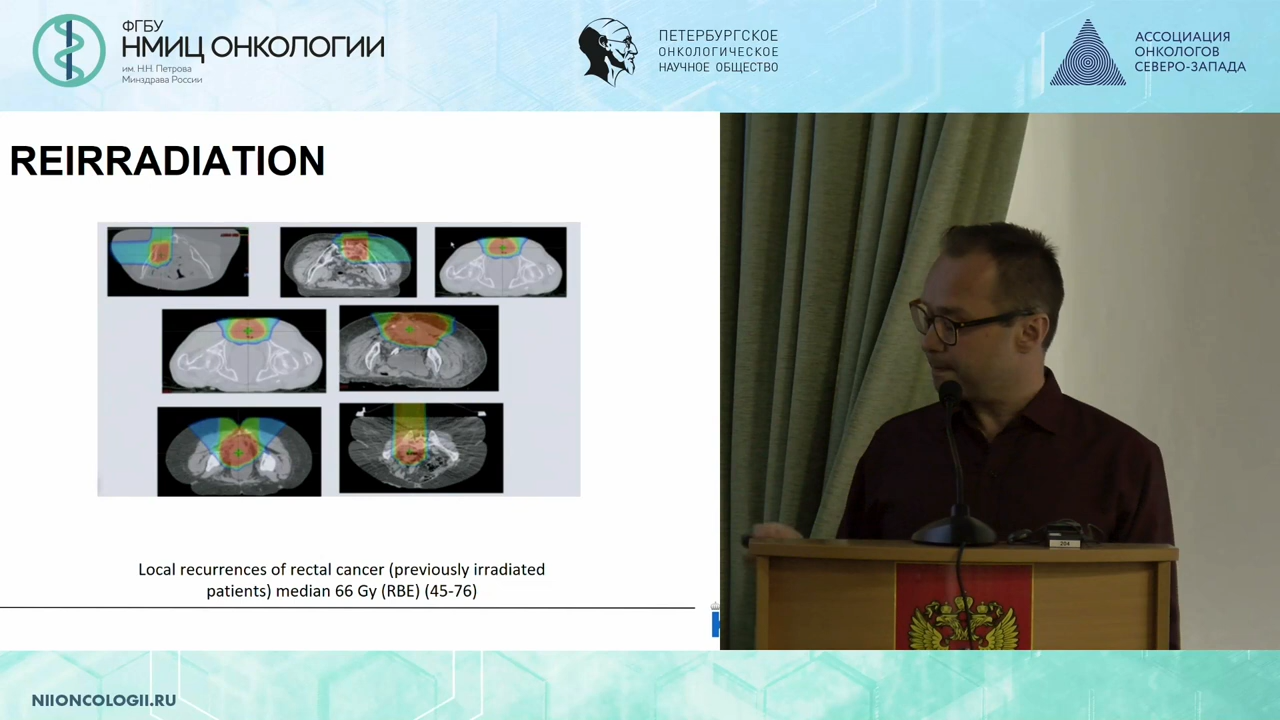 ФГБУ
НМИЦ ОНКОЛОГИИ
им. Н.Н. Петрова
Минздрава России
ПЕТЕРБУРГСКОЕ
ОНКОЛОГИЧЕСКОЕ
НАУЧНОЕ ОБЩЕСТВО
АССОЦИАЦИЯ
ОНКОЛОГОВ
СЕВЕРО-ЗАПАДА
REIRRADIATION
Local recurrences of rectal cancer (previously irradiated
patients) median 66 Gy (RBE) (45-76)
204
NIIONCOLOGII.RU